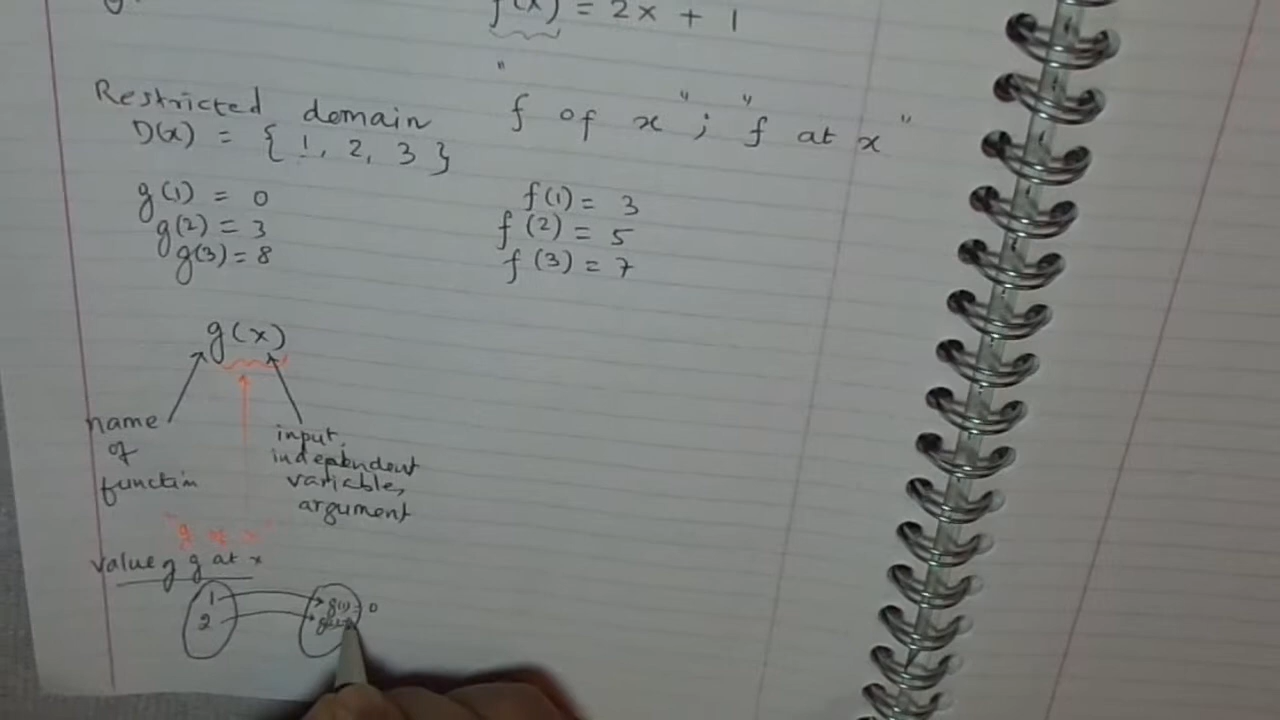 f(x) = 2x + 1
"f of x" ; "f at x"
Restricted domain
D(x) = { 1, 2, 3 }
g(1) = 0
g(2) = 3
g(3) = 8
f(1) = 3
f(2) = 5
f(3) = 7
g(x)
name
of
function
input,
independent
variable,
argument
value of g at x
1
2
g(1) = 0